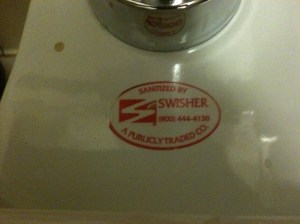 SANITIZED BY
SWISHER
(800) 444-4138
A PUBLICLY TRADED CO.